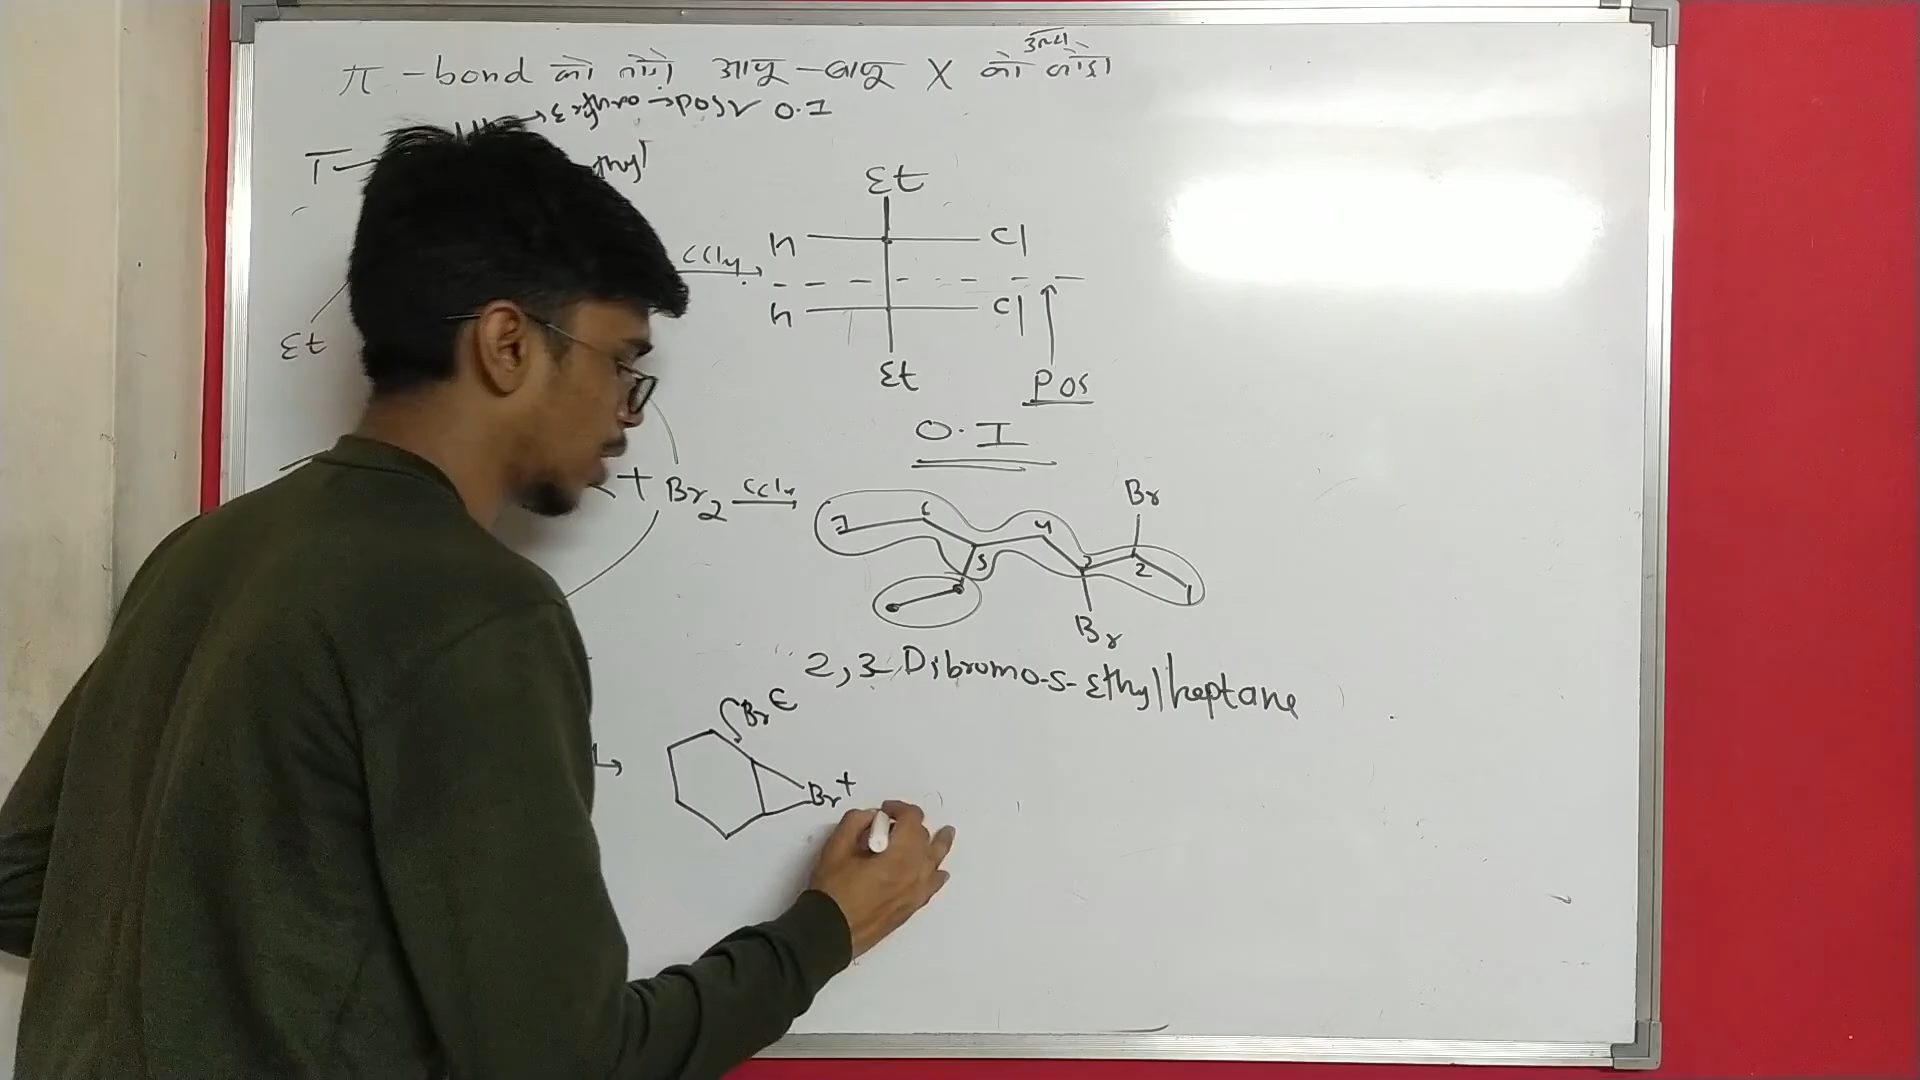 π -bond को तोड़ो आजू-बाजू X को जोड़ो
→Erythro →POS ✓ O.I
T
thyl
Et
CCl4
H Cl
H Cl
Et
Et
POS
O.I
+ Br2 CCl4
Br
7 6 5 4 3 2 1
Br
2,3-Dibromo-5-Ethylheptane
Br
Br+